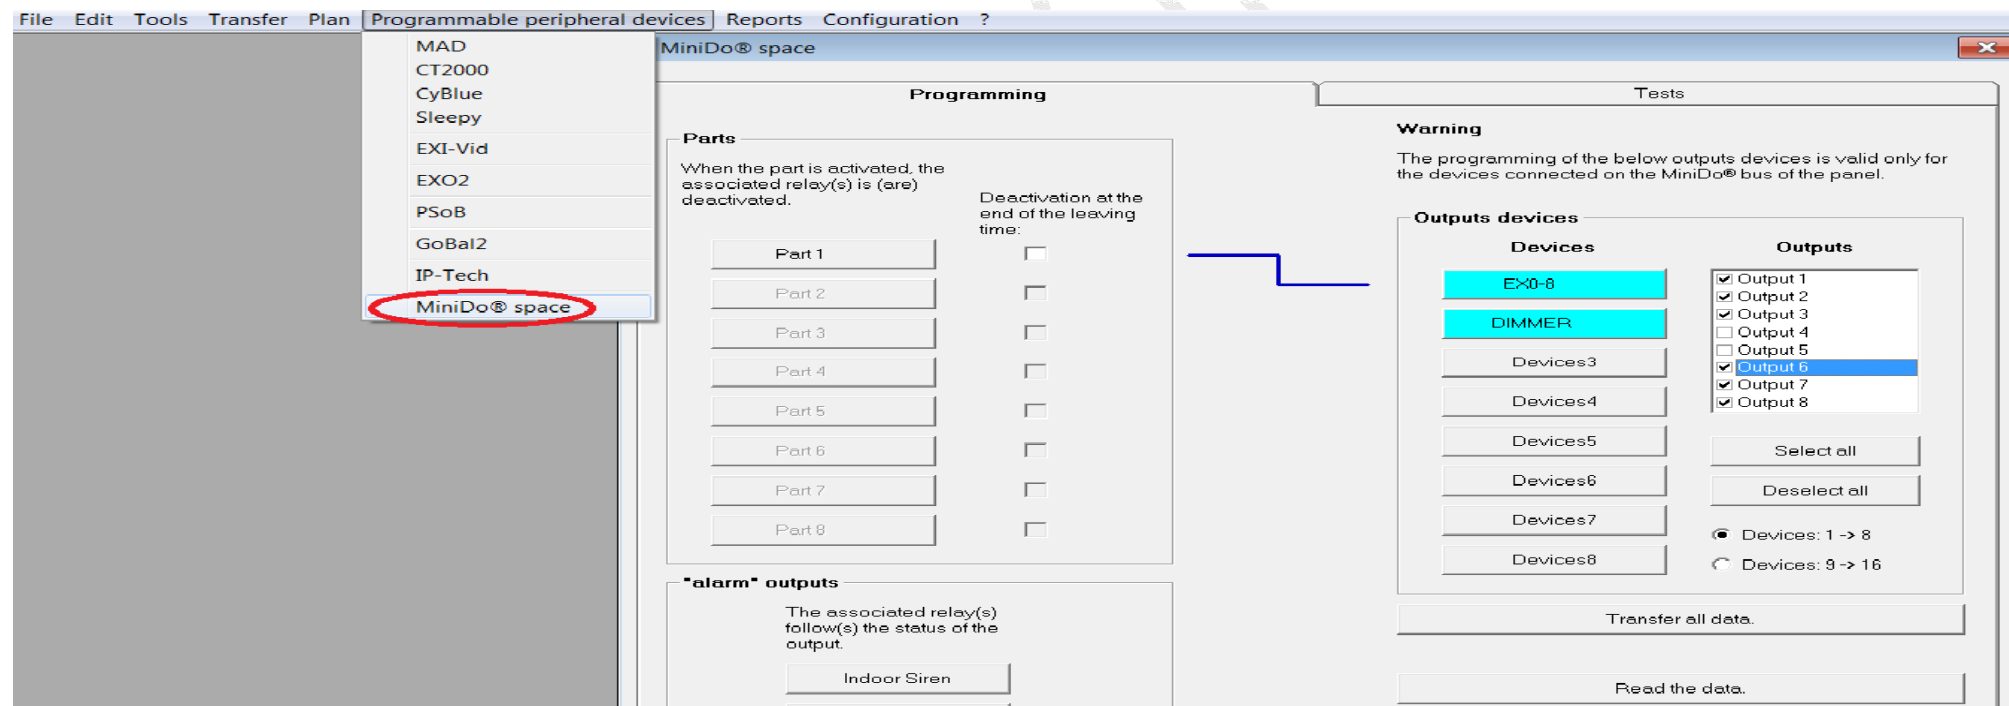 File Edit Tools Transfer Plan Programmable peripheral devices Reports Configuration ?
MAD
CT2000
CyBlue
Sleepy
EXI-Vid
EXO2
PSoB
GoBal2
IP-Tech
MiniDo® space
MiniDo® space
Programming
Tests
Parts
When the part is activated, the
associated relay(s) is (are)
deactivated.
Deactivation at the
end of the leaving
time:
Part 1
Part 2
Part 3
Part 4
Part 5
Part 6
Part 7
Part 8
"alarm" outputs
The associated relay(s)
follow(s) the status of the
output.
Indoor Siren
Warning
The programming of the below outputs devices is valid only for
the devices connected on the MiniDo® bus of the panel.
Outputs devices
Devices
Outputs
EX0-8
DIMMER
Devices3
Devices4
Devices5
Devices6
Devices7
Devices8
Output 1
Output 2
Output 3
Output 4
Output 5
Output 6
Output 7
Output 8
Select all
Deselect all
Devices: 1 -> 8
Devices: 9 -> 16
Transfer all data.
Read the data.